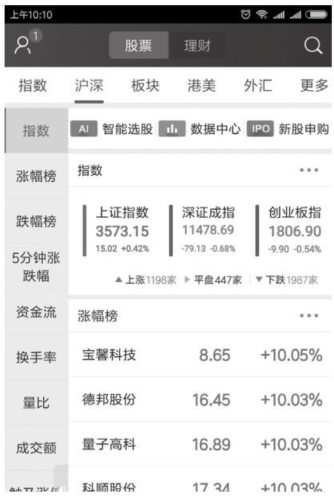 上午10:10
1
股票 理财
指数 沪深 板块 港美 外汇 更多
指数
AI 智能选股 数据中心 IPO 新股申购
涨幅榜
指数
跌幅榜
上证指数 深证成指 创业板指
3573.15 11478.69 1806.90
15.02 +0.42% -79.13 -0.68% -9.90 -0.54%
5分钟涨
跌幅
上涨1198家 平盘447家 下跌1987家
资金流
涨幅榜
换手率
宝馨科技 8.65 +10.05%
量比
德邦股份 16.45 +10.03%
成交额
量子高科 16.89 +10.03%
科顺股份 17.34 +10.03%